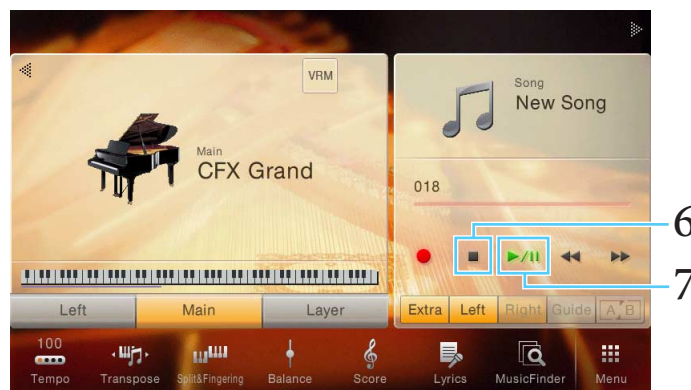 VRM
Main
CFX Grand
Song
New Song
018
6
7
Left
Main
Layer
Extra
Left
Right
Guide
A B
100
Tempo
Transpose
Split&Fingering
Balance
Score
Lyrics
MusicFinder
Menu